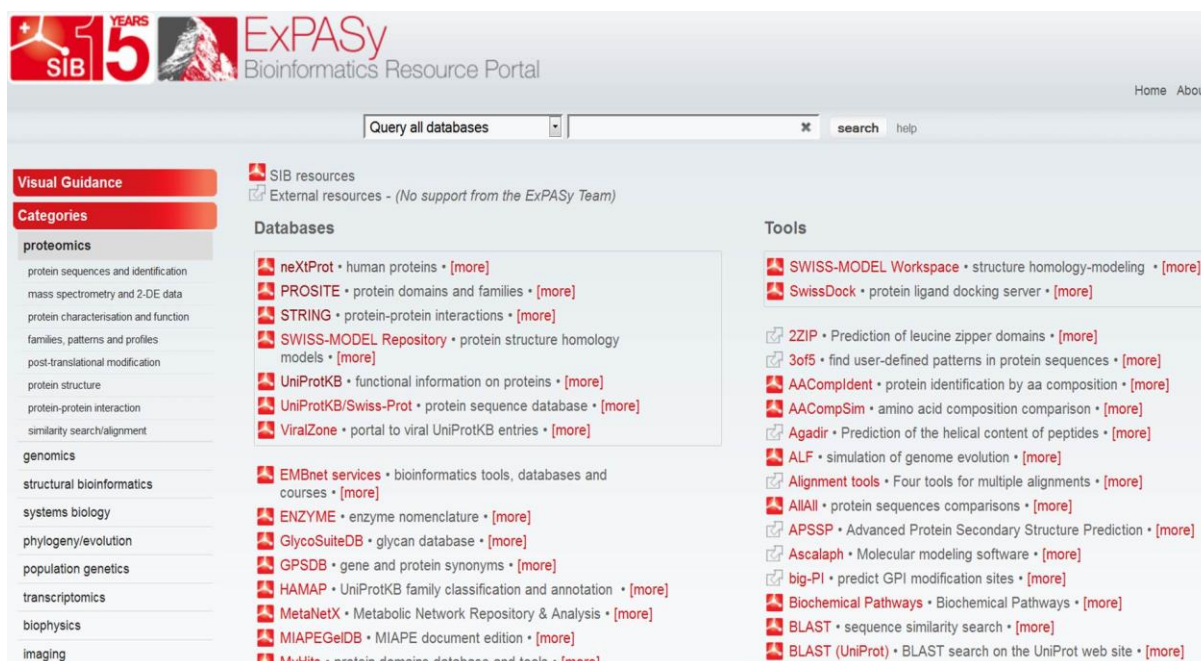 YEARS
SIB 15
ExPASy
Bioinformatics Resource Portal
Home Abou
Query all databases
search help
Visual Guidance
Categories
proteomics
protein sequences and identification
mass spectrometry and 2-DE data
protein characterisation and function
families, patterns and profiles
post-translational modification
protein structure
protein-protein interaction
similarity search/alignment
genomics
structural bioinformatics
systems biology
phylogeny/evolution
population genetics
transcriptomics
biophysics
imaging
SIB resources
External resources - (No support from the ExPASy Team)
Databases
neXtProt • human proteins • [more]
PROSITE • protein domains and families • [more]
STRING • protein-protein interactions • [more]
SWISS-MODEL Repository • protein structure homology
models • [more]
UniProtKB • functional information on proteins • [more]
UniProtKB/Swiss-Prot • protein sequence database • [more]
ViralZone • portal to viral UniProtKB entries • [more]
EMBnet services • bioinformatics tools, databases and
courses • [more]
ENZYME • enzyme nomenclature • [more]
GlycoSuiteDB • glycan database • [more]
GPSDB • gene and protein synonyms • [more]
HAMAP • UniProtKB family classification and annotation • [more]
MetaNetX • Metabolic Network Repository & Analysis • [more]
MIAPEGelDB • MIAPE document edition • [more]
MyHits • protein domains database and tools • [more]
Tools
SWISS-MODEL Workspace • structure homology-modeling • [more]
SwissDock • protein ligand docking server • [more]
2ZIP • Prediction of leucine zipper domains • [more]
3of5 • find user-defined patterns in protein sequences • [more]
AACompIdent • protein identification by aa composition • [more]
AACompSim • amino acid composition comparison • [more]
Agadir • Prediction of the helical content of peptides • [more]
ALF • simulation of genome evolution • [more]
Alignment tools • Four tools for multiple alignments • [more]
AllAll • protein sequences comparisons • [more]
APSSP • Advanced Protein Secondary Structure Prediction • [more]
Ascalaph • Molecular modeling software • [more]
big-PI • predict GPI modification sites • [more]
Biochemical Pathways • Biochemical Pathways • [more]
BLAST • sequence similarity search • [more]
BLAST (UniProt) • BLAST search on the UniProt web site • [more]